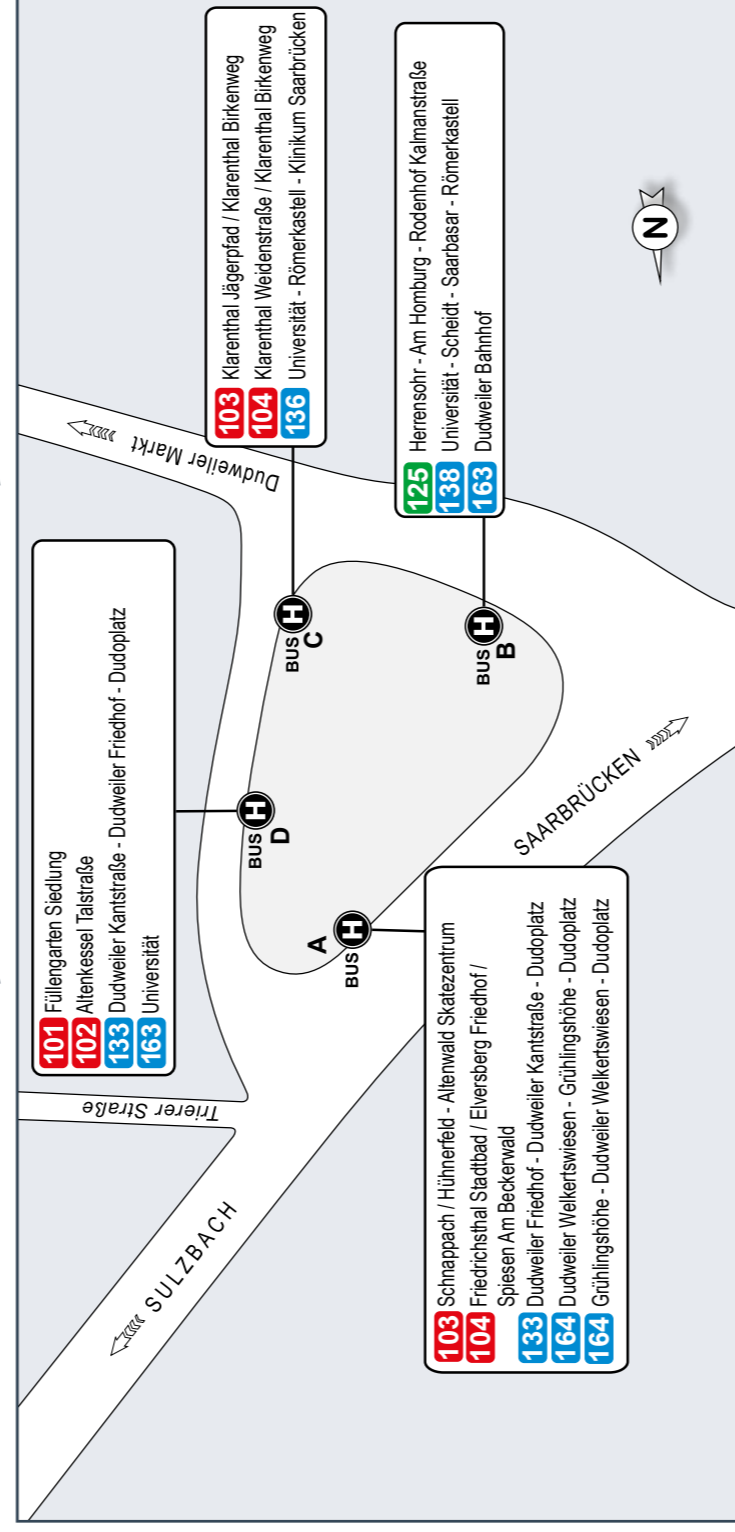 101 Füllengarten Siedlung
102 Altenkessel Talstraße
133 Dudweiler Kantstraße - Dudweiler Friedhof - Dudoplatz
163 Universität
103 Klarenthal Jägerpfad / Klarenthal Birkenweg
104 Klarenthal Weidenstraße / Klarenthal Birkenweg
136 Universität - Römerkastell - Klinikum Saarbrücken
125 Herrensohr - Am Homburg - Rodenhof Kalmanstraße
138 Universität - Scheidt - Saarbasar - Römerkastell
163 Dudweiler Bahnhof
103 Schnappach / Hühnerfeld - Altenwald Skatezentrum
104 Friedrichsthal Stadtbad / Elversberg Friedhof /
Spiesen Am Beckerwald
133 Dudweiler Friedhof - Dudweiler Kantstraße - Dudoplatz
164 Dudweiler Welkertswiesen - Grühlingshöhe - Dudoplatz
164 Grühlingshöhe - Dudweiler Welkertswiesen - Dudoplatz
Trierer Straße
Dudweiler Markt
SULZBACH
SAARBRÜCKEN
BUS H
D
BUS H
C
A
BUS H
BUS H
B
N